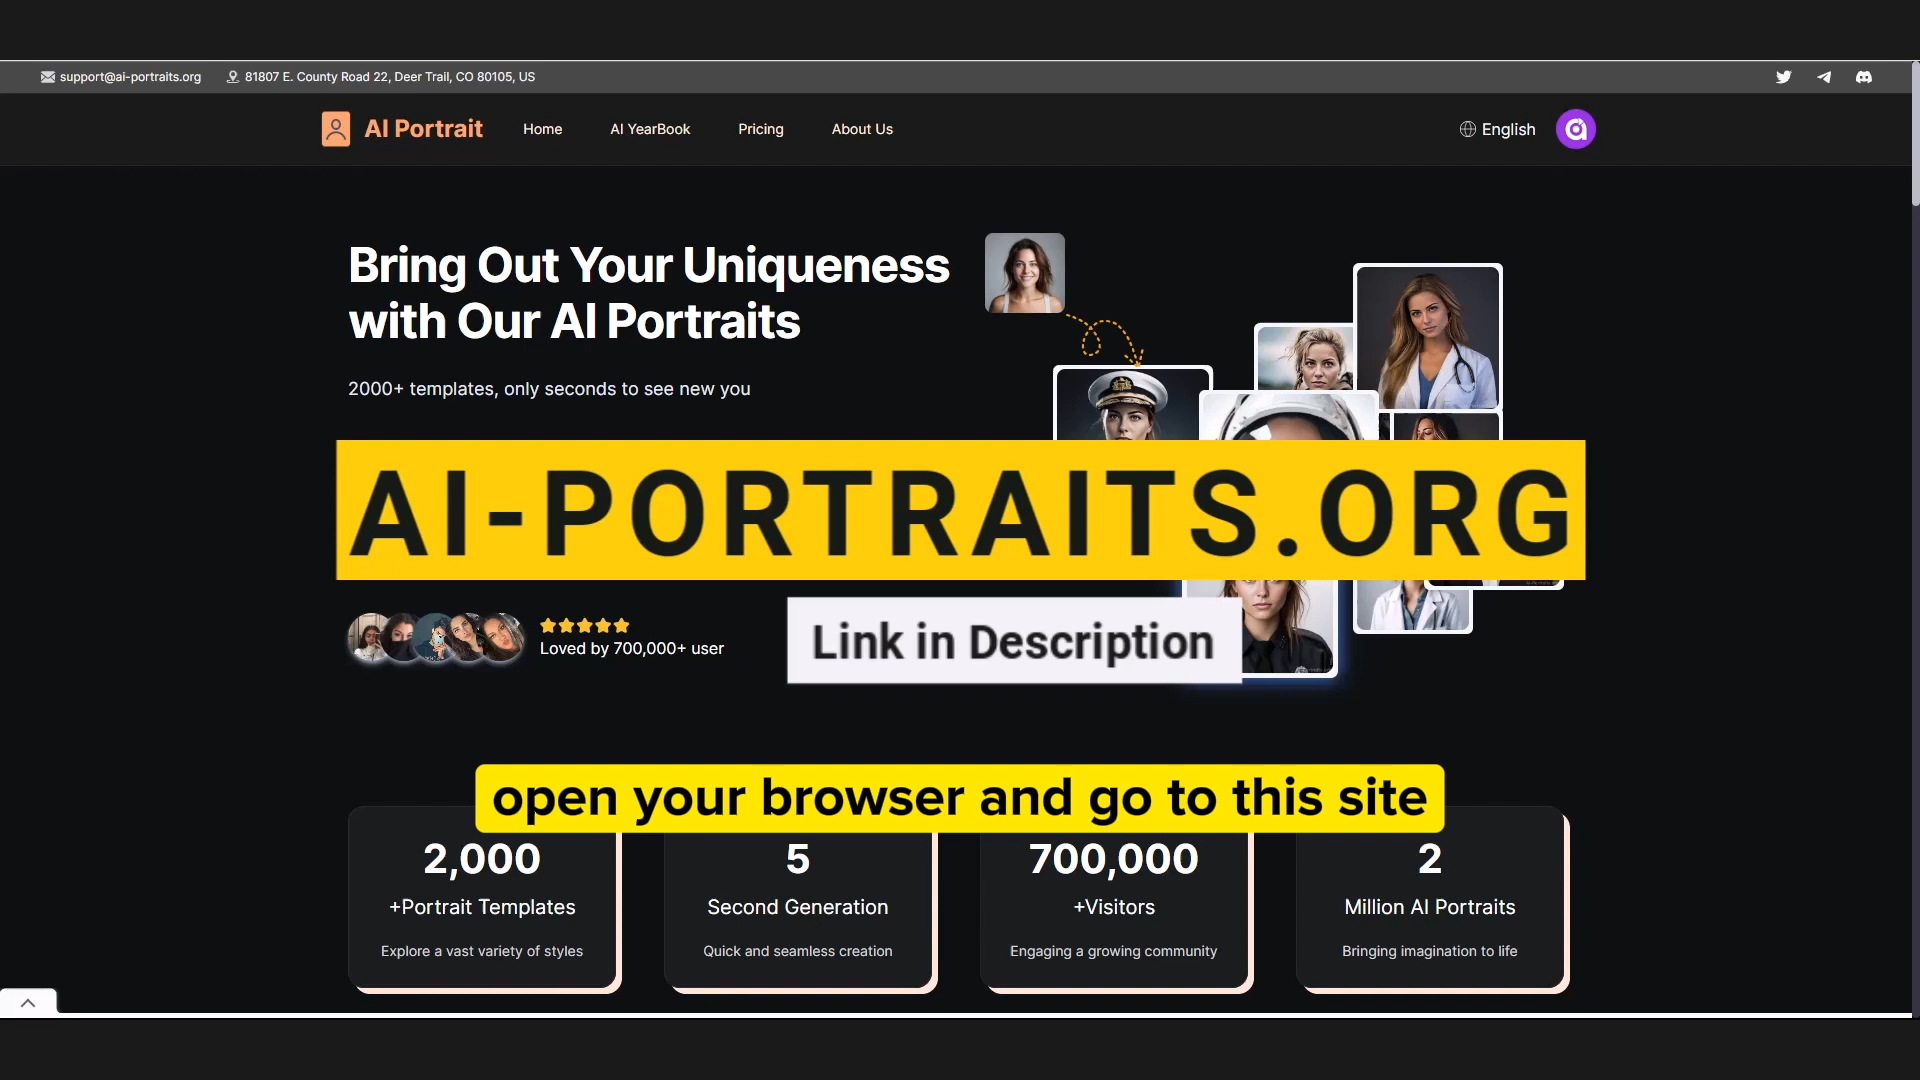 support@ai-portraits.org
81807 E. County Road 22, Deer Trail, CO 80105, US
AI Portrait
Home
AI YearBook
Pricing
About Us
English
Bring Out Your Uniqueness
with Our AI Portraits
2000+ templates, only seconds to see new you
AI-PORTRAITS.ORG
Loved by 700,000+ user
Link in Description
open your browser and go to this site
2,000
+Portrait Templates
Explore a vast variety of styles
5
Second Generation
Quick and seamless creation
700,000
+Visitors
Engaging a growing community
2
Million AI Portraits
Bringing imagination to life